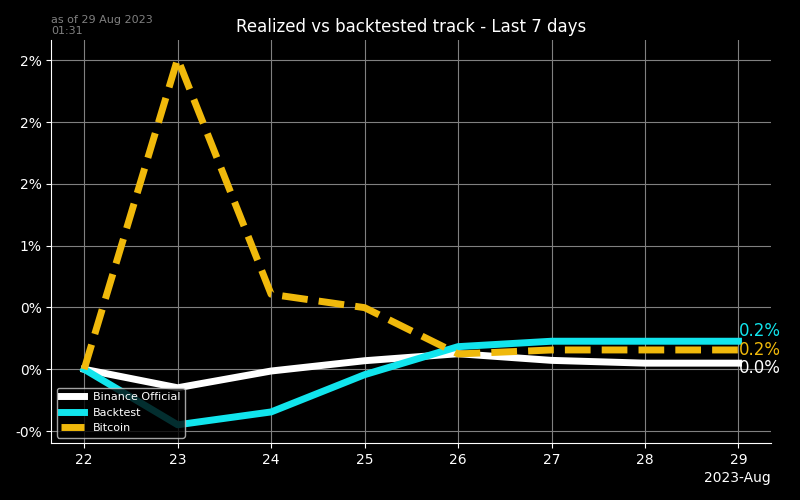 as of 29 Aug 2023
01:31
Realized vs backtested track - Last 7 days
2%
2%
2%
1%
0%
0%
-0%
0.2%
0.2%
0.0%
Binance Official
Backtest
Bitcoin
22 23 24 25 26 27 28 29
2023-Aug